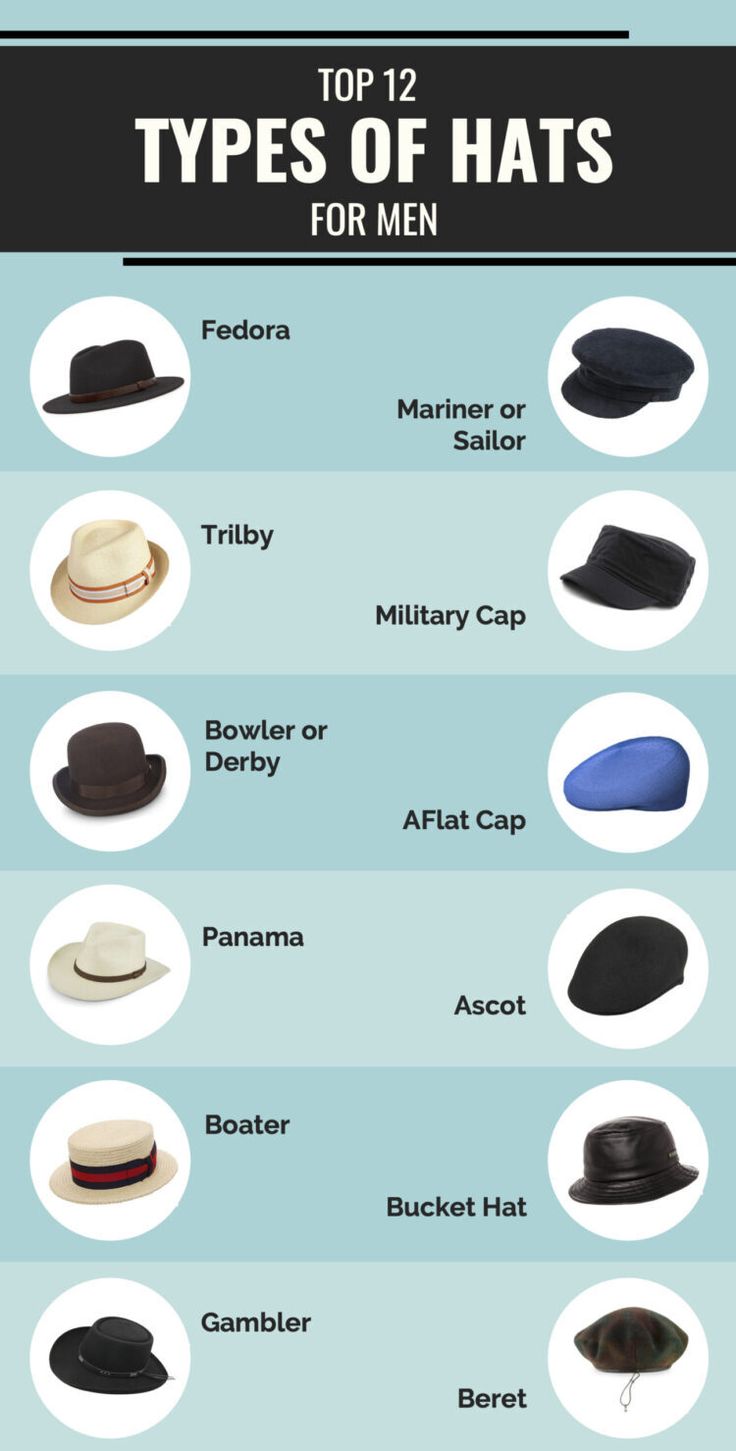 TOP 12
TYPES OF HATS
FOR MEN
Fedora
Mariner or
Sailor
Trilby
Military Cap
Bowler or
Derby
AFlat Cap
Panama
Ascot
Boater
Bucket Hat
Gambler
Beret